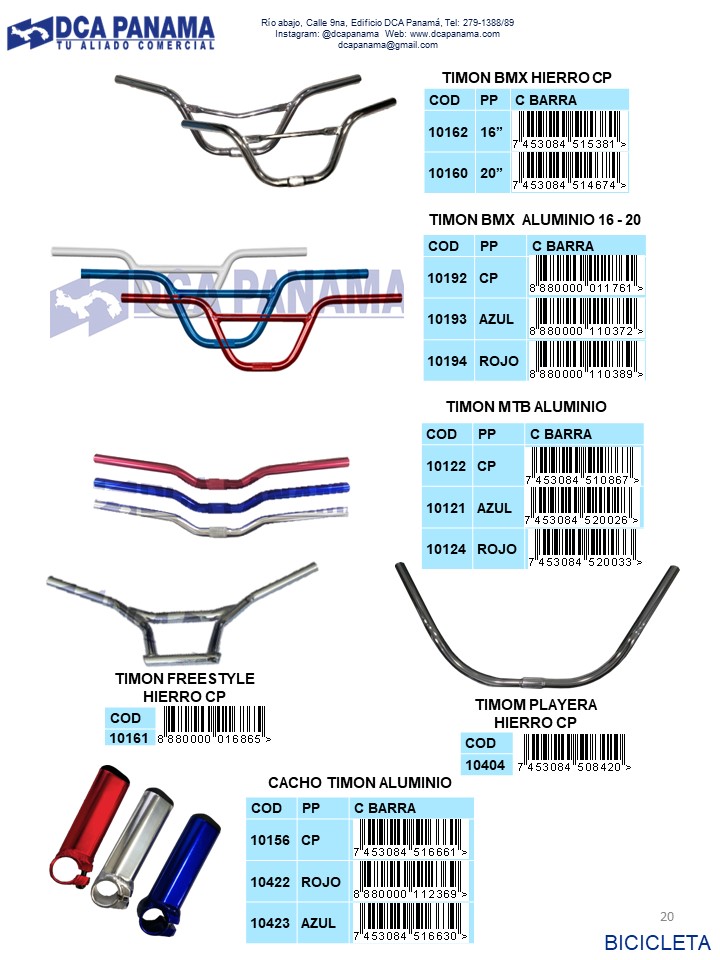 DCA PANAMA
TU ALIADO COMERCIAL
Río abajo, Calle 9na, Edificio DCA Panamá, Tel: 279-1388/89
Instagram: @dcapanama Web: www.dcapanama.com
dcapanama@gmail.com
TIMON BMX HIERRO CP
COD PP C BARRA
10162 16” 7 453084 515381 >
10160 20” 7 453084 514674 >
TIMON BMX ALUMINIO 16 - 20
COD PP C BARRA
10192 CP 8 880000 011761 >
10193 AZUL 8 880000 110372 >
10194 ROJO 8 880000 110389 >
DCA PANAMA
TIMON MTB ALUMINIO
COD PP C BARRA
10122 CP 7 453084 510867 >
10121 AZUL 7 453084 520026 >
10124 ROJO 7 453084 520033 >
TIMON FREESTYLE
HIERRO CP
COD
10161 8 880000 016865 >
TIMOM PLAYERA
HIERRO CP
COD
10404 7 453084 508420 >
CACHO TIMON ALUMINIO
COD PP C BARRA
10156 CP 7 453084 516661 >
10422 ROJO 8 880000 112369 >
10423 AZUL 7 453084 516630 >
20
BICICLETA